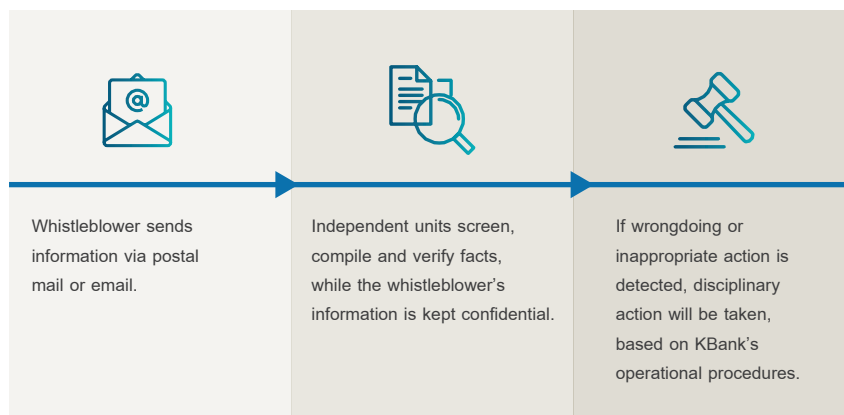 @
Whistleblower sends
information via postal
mail or email.
Independent units screen,
compile and verify facts,
while the whistleblower’s
information is kept confidential.
If wrongdoing or
inappropriate action is
detected, disciplinary
action will be taken,
based on KBank’s
operational procedures.